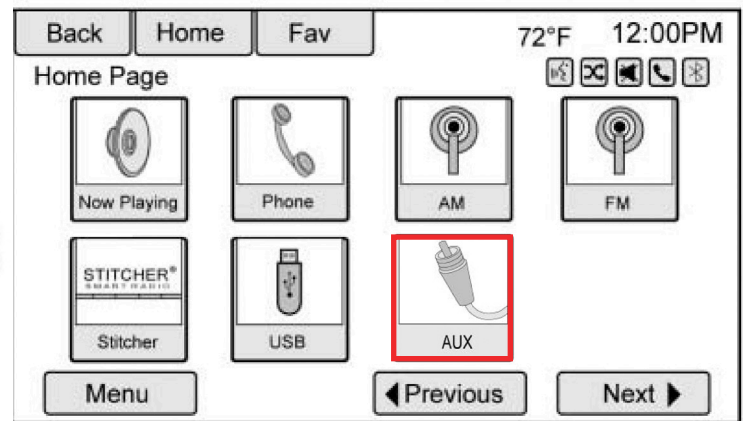 Back Home Fav 72°F 12:00PM
Home Page
Now Playing Phone AM FM
STITCHER®
SMART RADIO
Stitcher USB AUX
Menu Previous Next